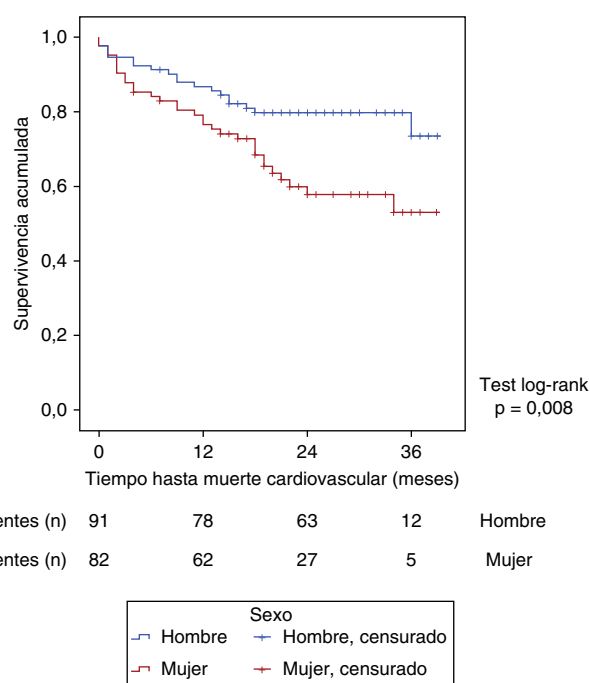 1,0
0,8
0,6
0,4
0,2
0,0
Supervivencia acumulada
0 12 24 36
Tiempo hasta muerte cardiovascular (meses)
Test log-rank
p = 0,008
entes (n) 91 78 63 12 Hombre
entes (n) 82 62 27 5 Mujer
Sexo
Hombre Hombre, censurado
Mujer Mujer, censurado